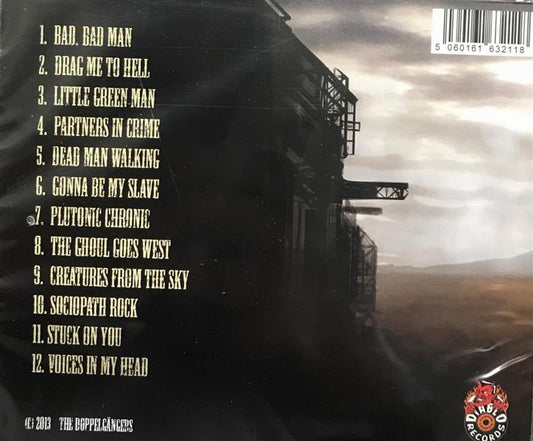 5 060161 632118
1. BAD, BAD MAN
2. DRAG ME TO HELL
3. LITTLE GREEN MAN
4. PARTNERS IN CRIME
5. DEAD MAN WALKING
6. GONNA BE MY SLAVE
7. PLUTONIC CHRONIC
8. THE GHOUL GOES WEST
9. CREATURES FROM THE SKY
10. SOCIOPATH ROCK
11. STUCK ON YOU
12. VOICES IN MY HEAD
(C) 2013 THE DOPPELGÄNGERS
DIABLO
RECORDS